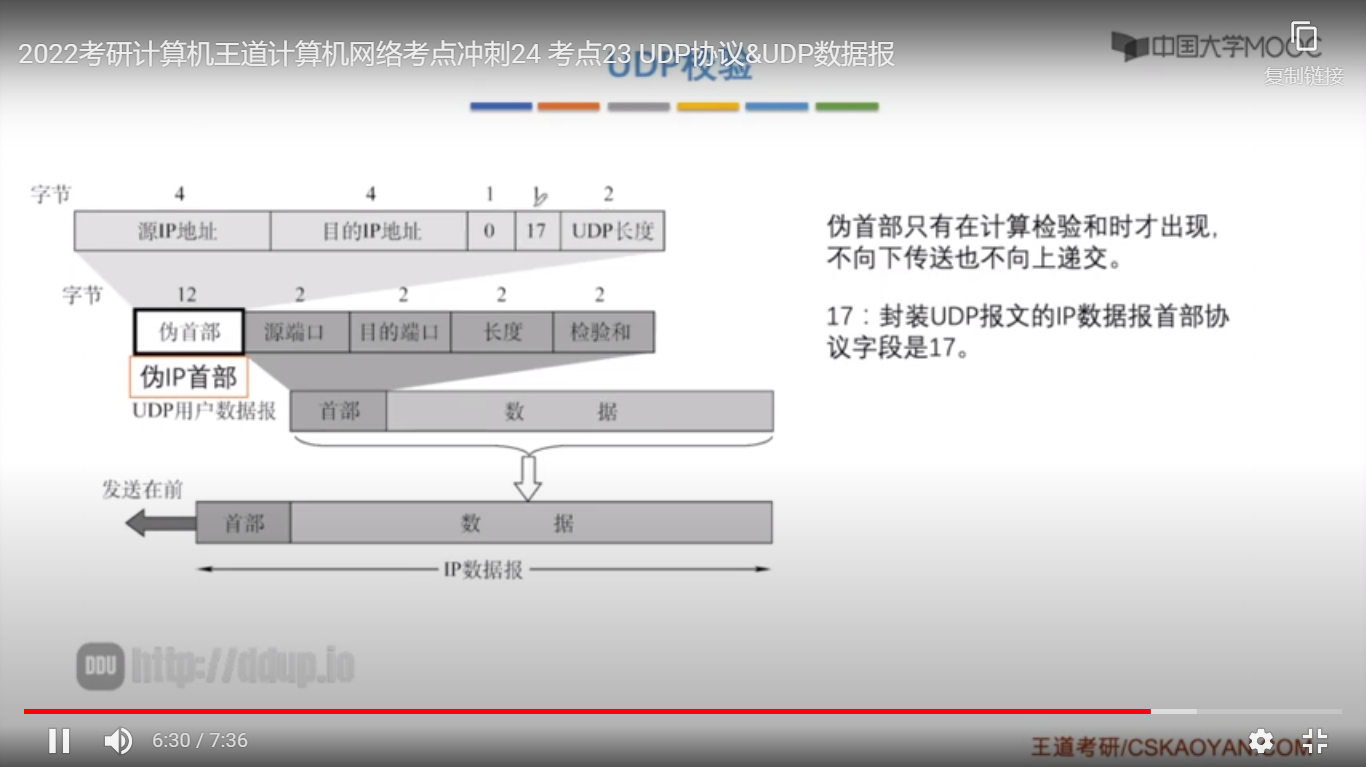 2022考研计算机王道计算机网络考点冲刺24 考点23 UDP协议&UDP数据报
UDP校验
中国大学MOOC
复制链接
字节 4 4 1 1 2
源IP地址 目的IP地址 0 17 UDP长度
字节 12 2 2 2 2
伪首部 源端口 目的端口 长度 检验和
伪IP首部
UDP用户数据报 首部 数 据
发送在前
首部 数 据
IP数据报
伪首部只有在计算检验和时才出现,
不向下传送也不向上递交。
17：封装UDP报文的IP数据报首部协
议字段是17。
DDU http://ddup.io
6:30 / 7:36
王道考研/CSKAOYAN.COM